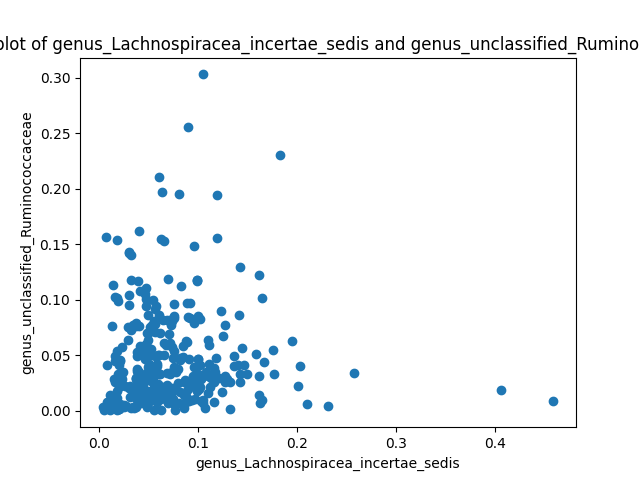 plot of genus_Lachnospiracea_incertae_sedis and genus_unclassified_Rumino
0.30
0.25
0.20
0.15
0.10
0.05
0.00
genus_unclassified_Ruminococcaceae
0.0 0.1 0.2 0.3 0.4
genus_Lachnospiracea_incertae_sedis